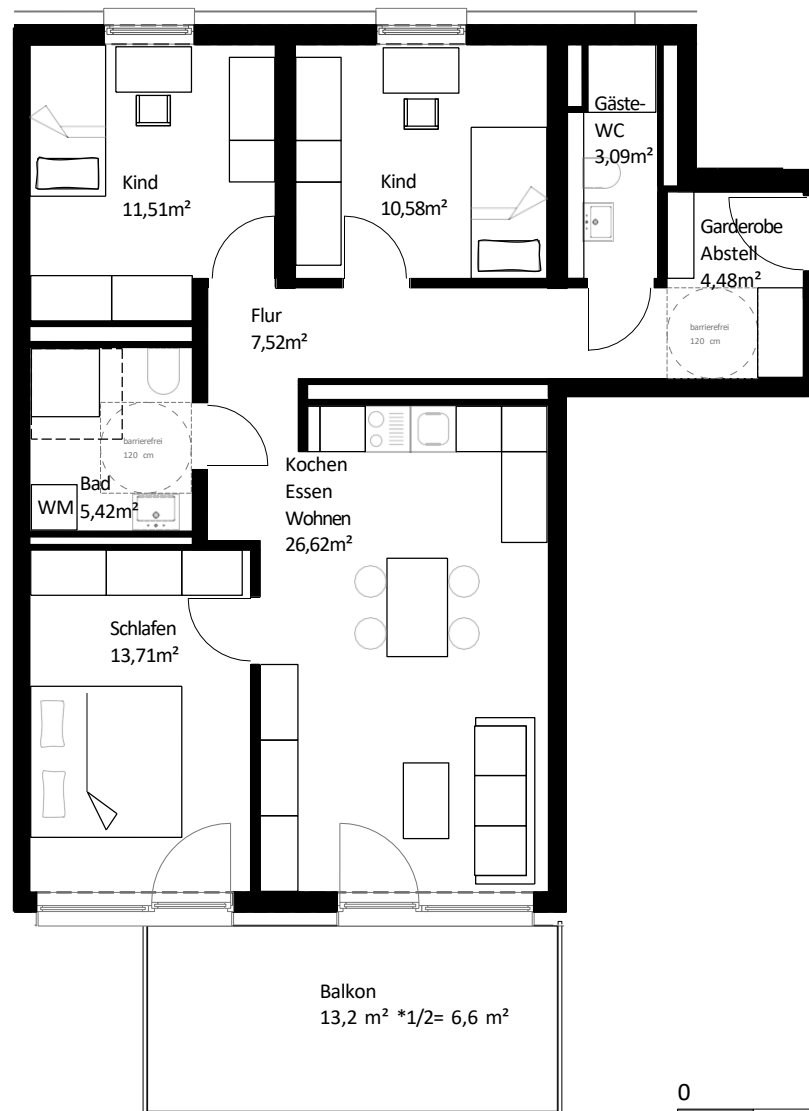 Kind
11,51m²
Kind
10,58m²
Gäste-
WC
3,09m²
Garderobe
Abstell
4,48m²
barrierefrei
120 cm
Flur
7,52m²
barrierefrei
120 cm
Bad
5,42m²
WM
Kochen
Essen
Wohnen
26,62m²
Schlafen
13,71m²
Balkon
13,2 m² *1/2= 6,6 m²
0